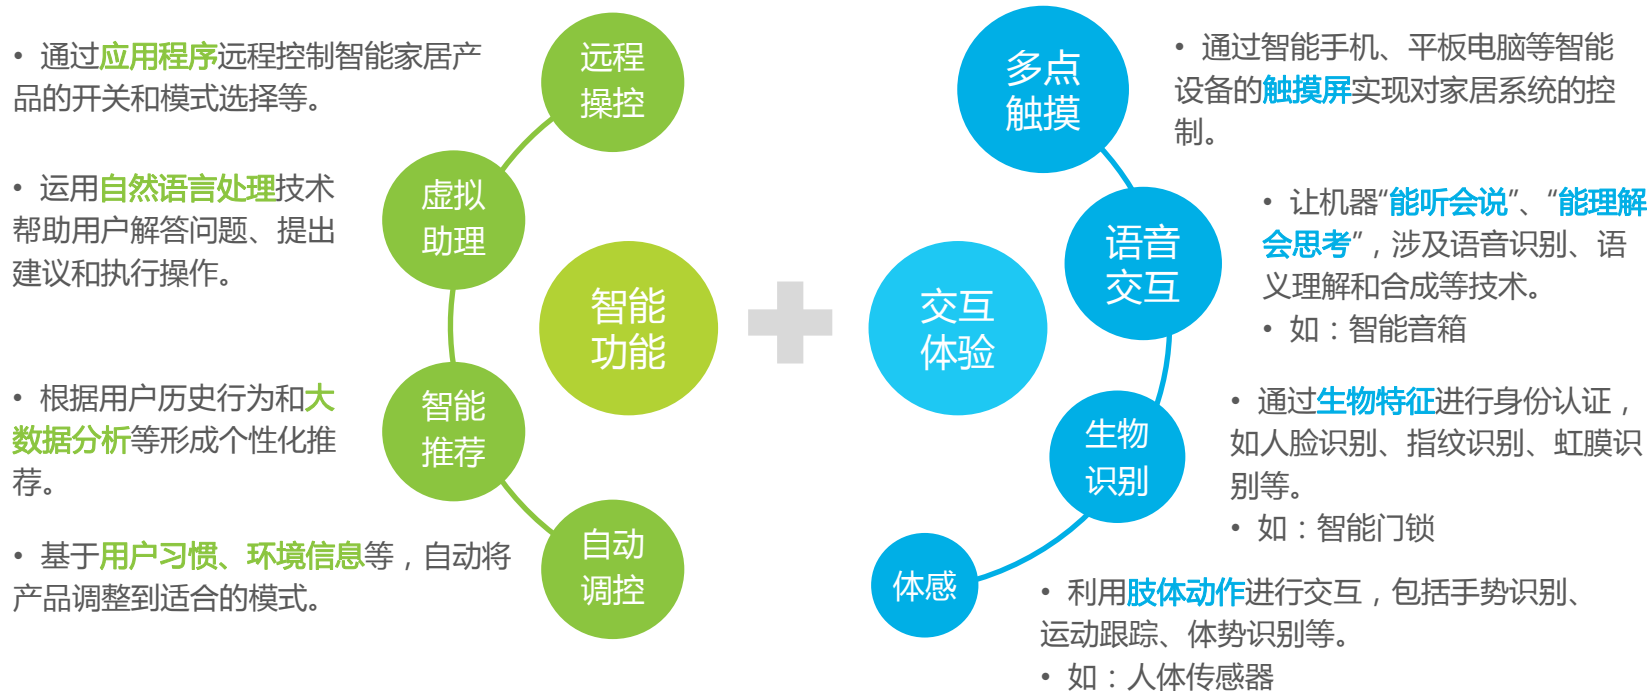 • 通过应用程序远程控制智能家居产
品的开关和模式选择等。
远程
操控
• 运用自然语言处理技术
帮助用户解答问题、提出
建议和执行操作。
虚拟
助理
• 根据用户历史行为和大
数据分析等形成个性化推
荐。
智能
推荐
• 基于用户习惯、环境信息等，自动将
产品调整到适合的模式。
自动
调控
智能
功能
交互
体验
多点
触摸
• 通过智能手机、平板电脑等智能
设备的触摸屏实现对家居系统的控
制。
语音
交互
• 让机器“能听会说”、“能理解
会思考”，涉及语音识别、语
义理解和合成等技术。
• 如：智能音箱
生物
识别
• 通过生物特征进行身份认证，
如人脸识别、指纹识别、虹膜识
别等。
• 如：智能门锁
体感
• 利用肢体动作进行交互，包括手势识别、
运动跟踪、体势识别等。
• 如：人体传感器